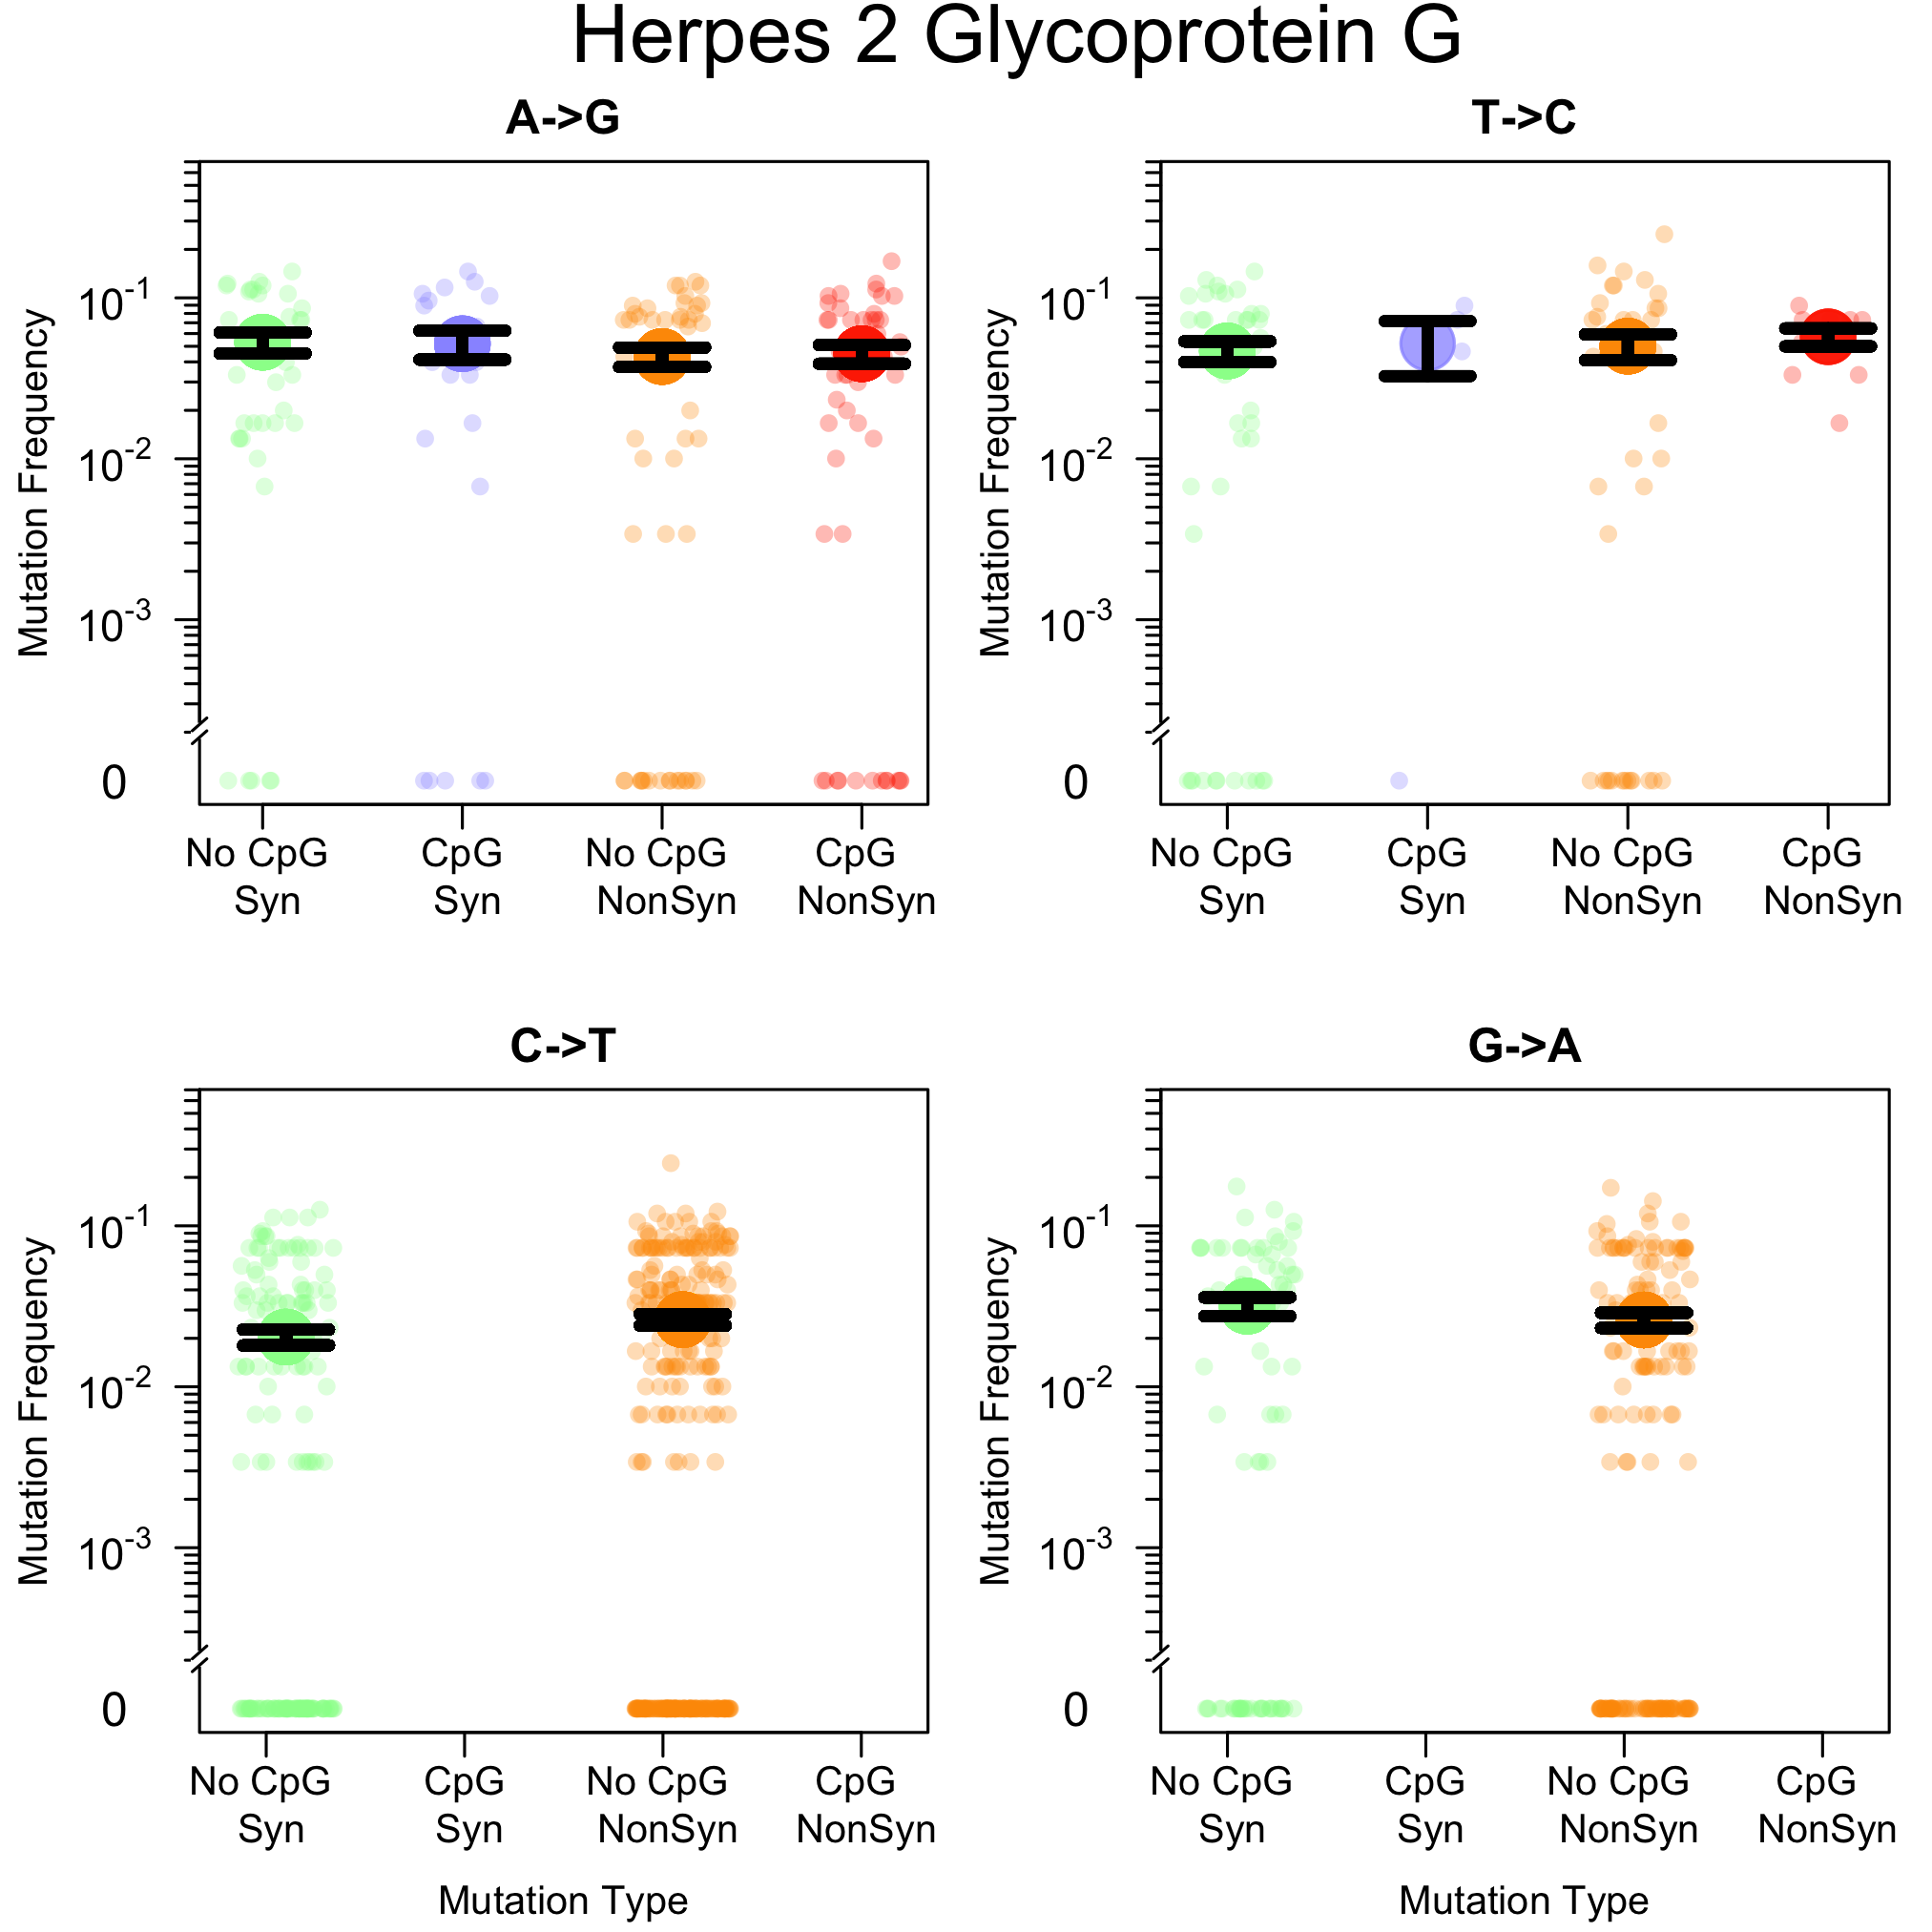 Herpes 2 Glycoprotein G
A->G
Mutation Frequency
10-1
10-2
10-3
0
No CpG CpG No CpG CpG
Syn Syn NonSyn NonSyn
T->C
Mutation Frequency
10-1
10-2
10-3
0
No CpG CpG No CpG CpG
Syn Syn NonSyn NonSyn
C->T
Mutation Frequency
10-1
10-2
10-3
0
No CpG CpG No CpG CpG
Syn Syn NonSyn NonSyn
Mutation Type
G->A
Mutation Frequency
10-1
10-2
10-3
0
No CpG CpG No CpG CpG
Syn Syn NonSyn NonSyn
Mutation Type